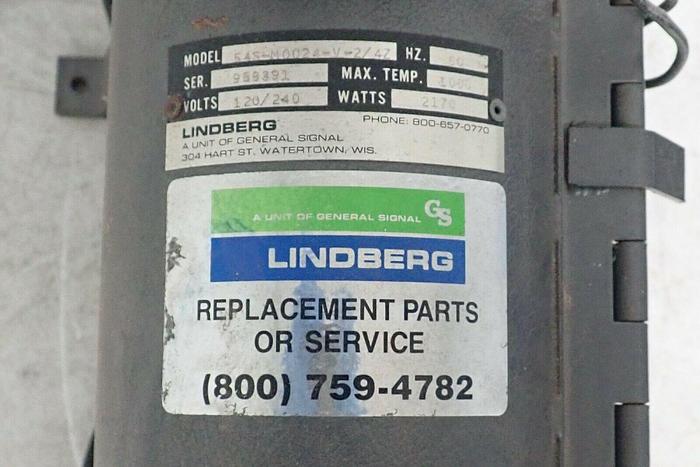 MODEL 54S-M0024-V-2/4Z HZ. 60
SER. 959391 MAX. TEMP.
VOLTS 120/240 WATTS 2170
LINDBERG PHONE: 800-657-0770
A UNIT OF GENERAL SIGNAL
304 HART ST. WATERTOWN, WIS.
A UNIT OF GENERAL SIGNAL GS
LINDBERG
REPLACEMENT PARTS
OR SERVICE
(800) 759-4782